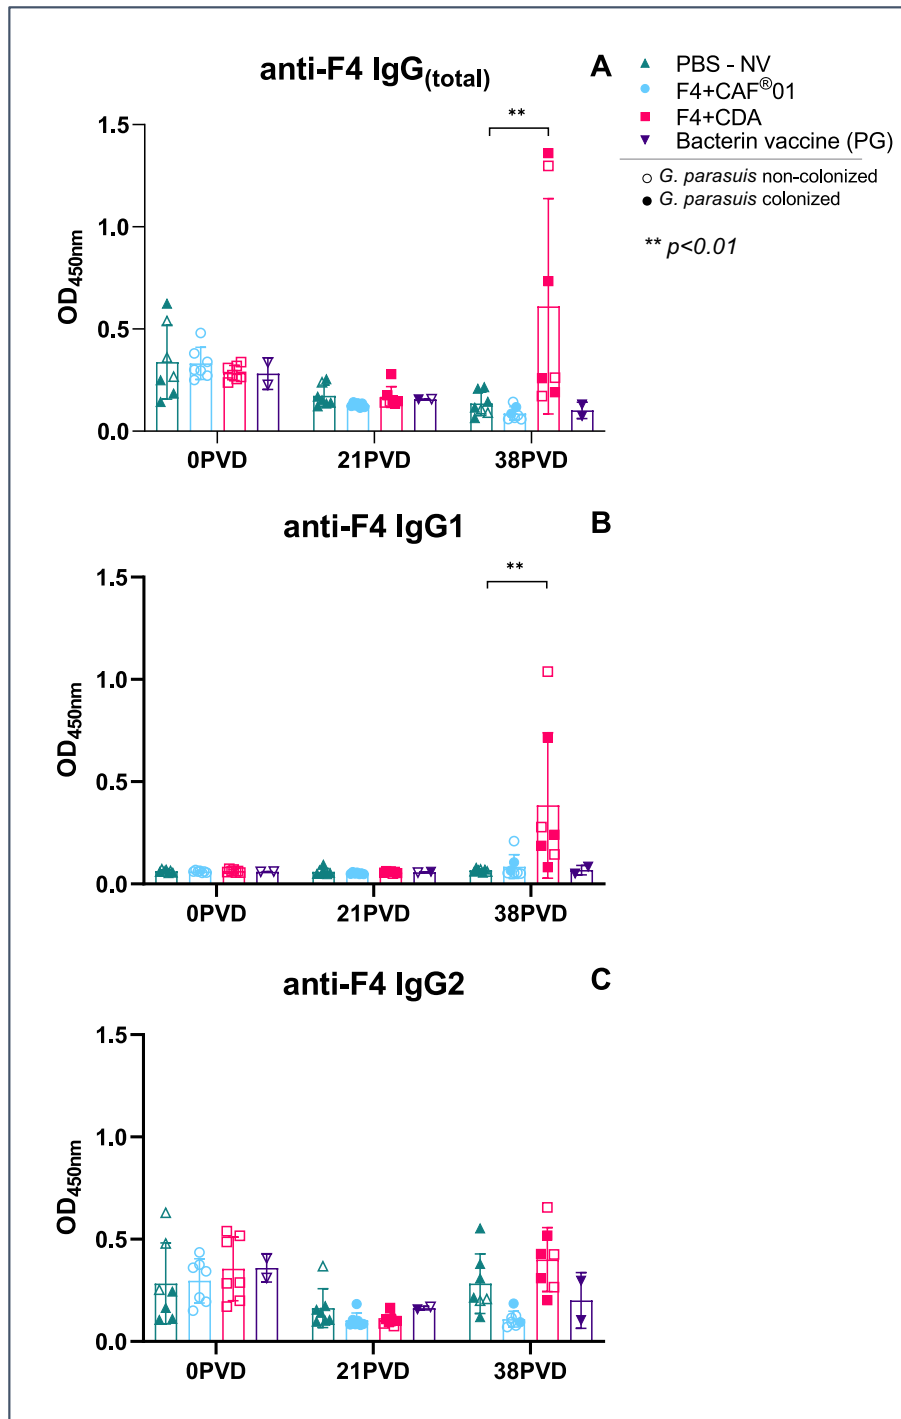 anti-F4 IgG(total)
A
PBS - NV
F4+CAF®01
F4+CDA
Bacterin vaccine (PG)
G. parasuis non-colonized
G. parasuis colonized
** p<0.01
**
1.5
1.0
0.5
0.0
OD450nm
0PVD 21PVD 38PVD
anti-F4 IgG1
B
**
1.5
1.0
0.5
0.0
OD450nm
0PVD 21PVD 38PVD
anti-F4 IgG2
C
1.5
1.0
0.5
0.0
OD450nm
0PVD 21PVD 38PVD